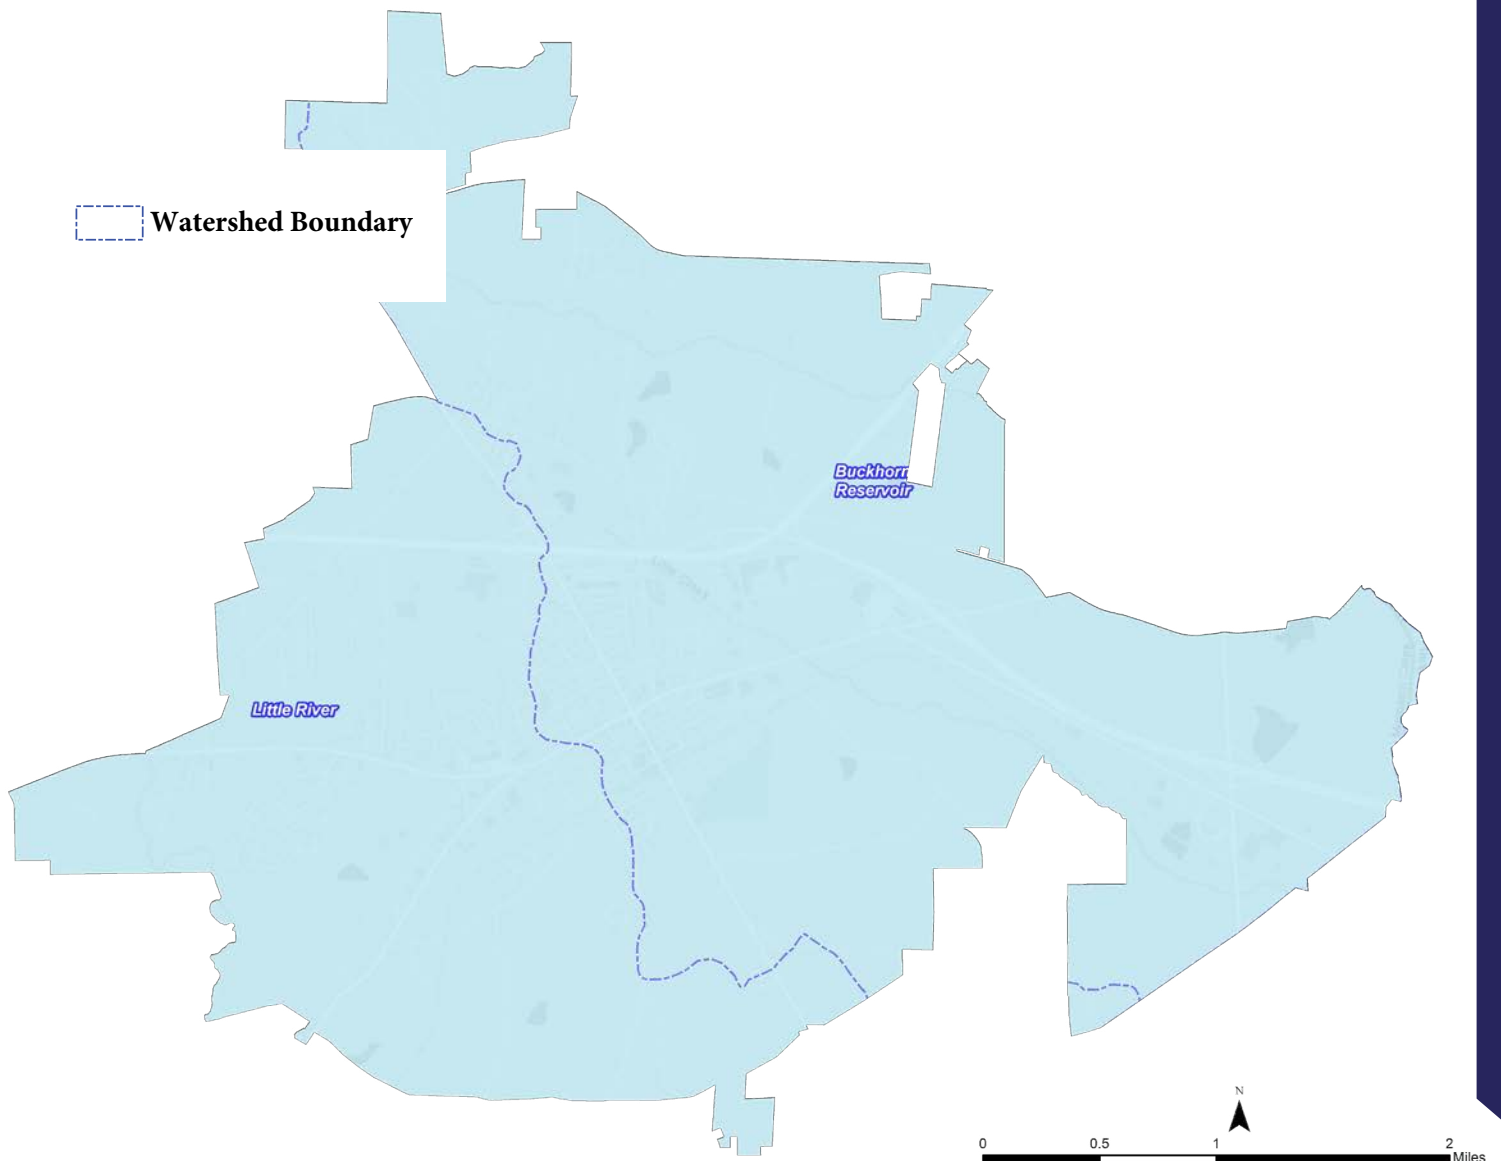 Watershed Boundary
Buckhorn
Reservoir
Little River
N
0 0.5 1 2
Miles